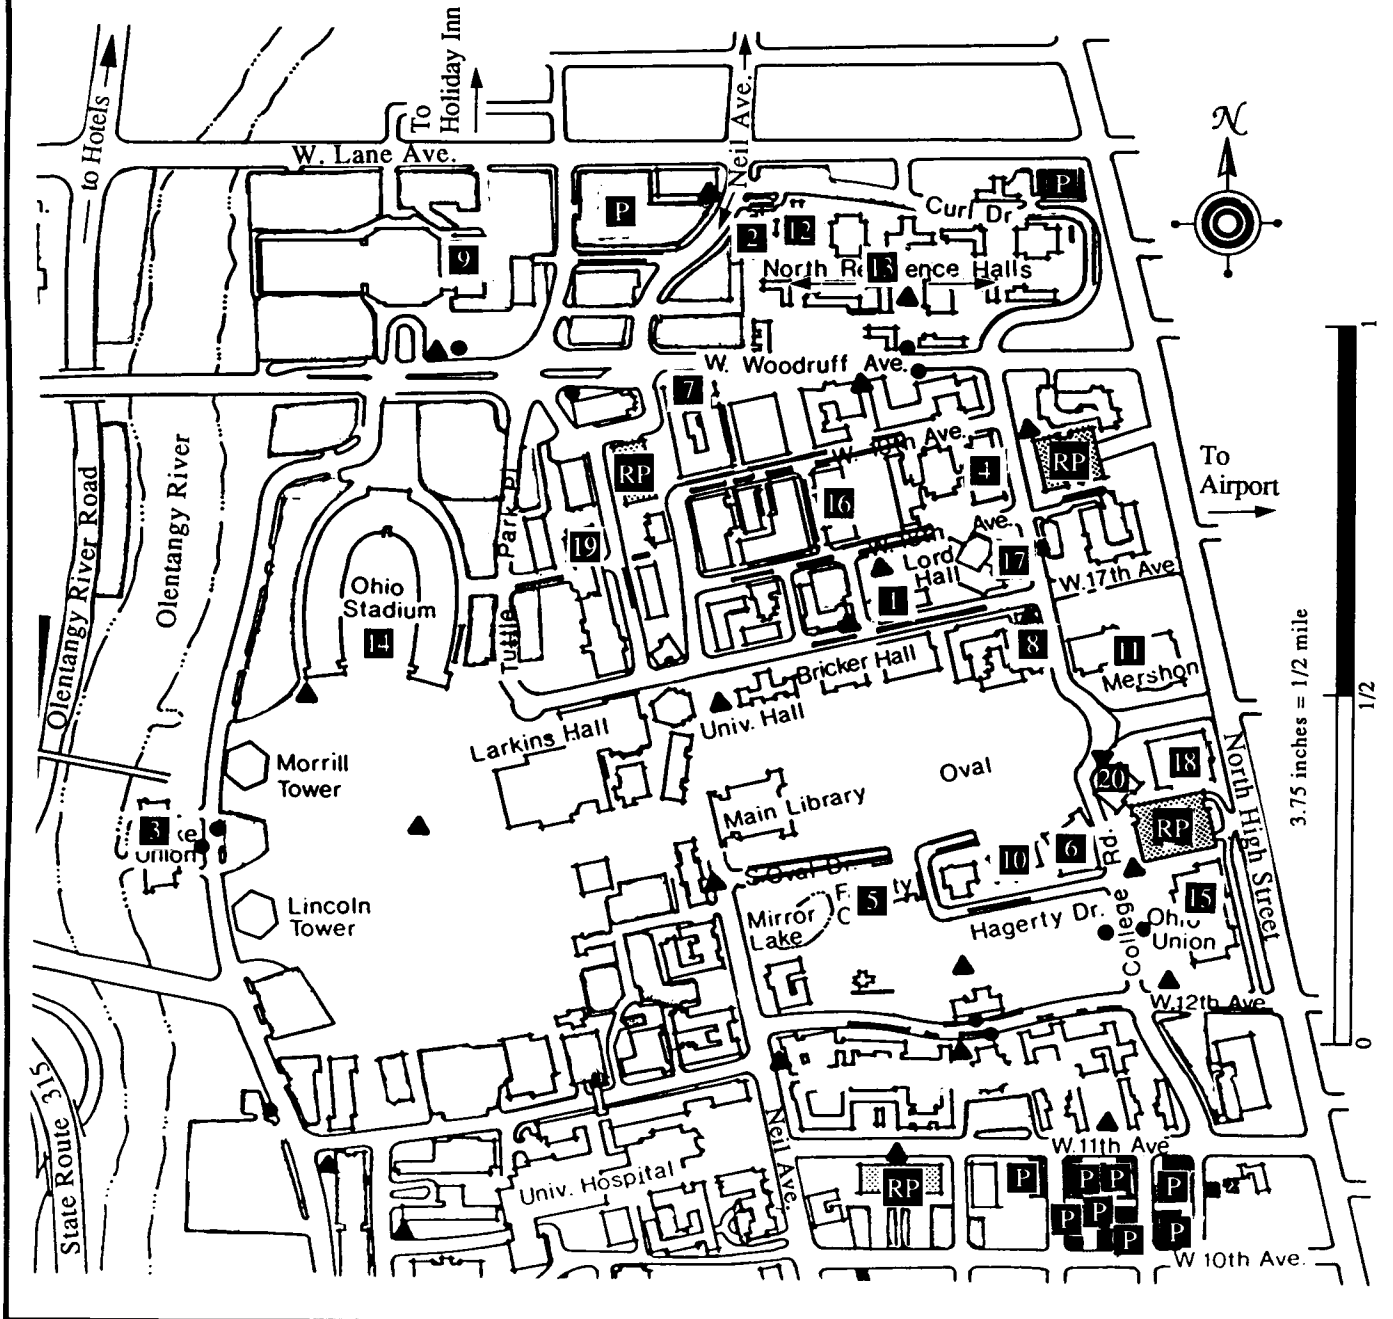 to Hotels
To
Holiday Inn
Neil Ave.
N
W. Lane Ave.
P
P
Curl Dr
2
12
9
13
North Re ence Halls
1
W. Woodruff Ave.
7
Ave.
To
Airport
RP
4
RP
16
Olentangy River Road
Olentangy River
Park Pl
Tuttle
19
Ave.
17
Lord
Hall
W. 17th Ave
1
Ohio
Stadium
14
8
11
Mershon
Bricker Hall
3.75 inches = 1/2 mile
1/2
Univ. Hall
Larkins Hall
Morrill
Tower
Oval
18
20
North High Street
Main Library
RP
3
Union
6
10
Rd.
College
S. Oval Dr.
5
15
Lincoln
Tower
Mirror
Lake
Hagerty Dr.
Ohio
Union
W. 12th Ave
0
State Route 315
Neil Ave.
W. 11th Ave
Univ. Hospital
RP
P
P
P
P
P
P
P
P
W 10th Ave.